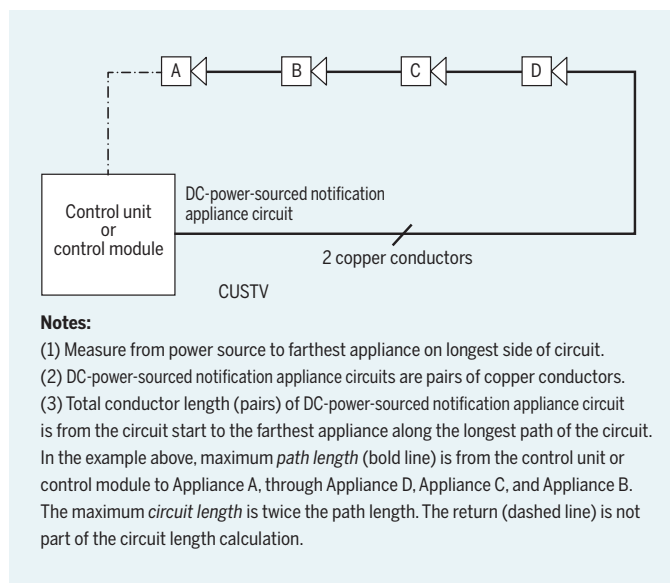 A B C D
DC-power-sourced notification
appliance circuit
Control unit
or
control module
2 copper conductors
CUSTV
Notes:
(1) Measure from power source to farthest appliance on longest side of circuit.
(2) DC-power-sourced notification appliance circuits are pairs of copper conductors.
(3) Total conductor length (pairs) of DC-power-sourced notification appliance circuit
is from the circuit start to the farthest appliance along the longest path of the circuit.
In the example above, maximum path length (bold line) is from the control unit or
control module to Appliance A, through Appliance D, Appliance C, and Appliance B.
The maximum circuit length is twice the path length. The return (dashed line) is not
part of the circuit length calculation.